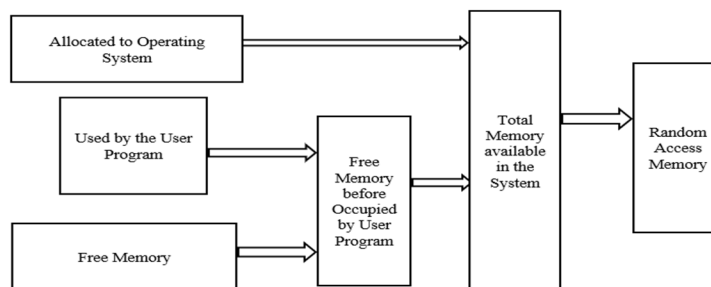 Allocated to Operating
System
Used by the User
Program
Free Memory
Free
Memory
before
Occupied
by User
Program
Total
Memory
available
in the
System
Random
Access
Memory